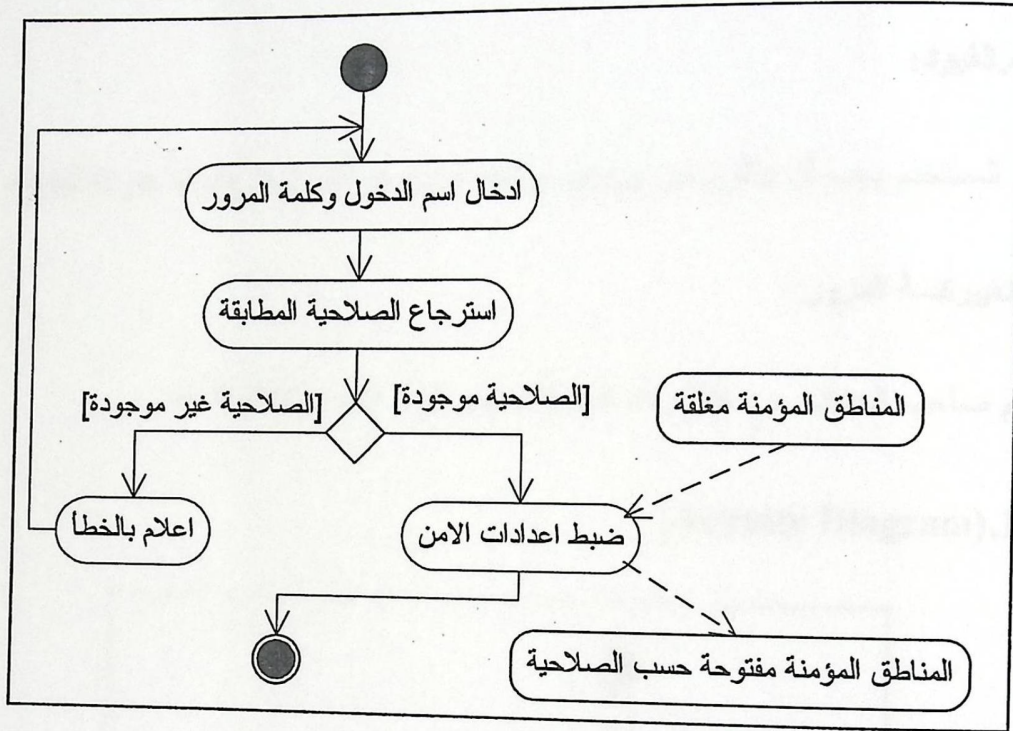 ادخال اسم الدخول وكلمة المرور
استرجاع الصلاحية المطابقة
[الصلاحية موجودة]
[الصلاحية غير موجودة]
المناطق المؤمنة مغلقة
ضبط اعدادات الامن
اعلام بالخطأ
المناطق المؤمنة مفتوحة حسب الصلاحية